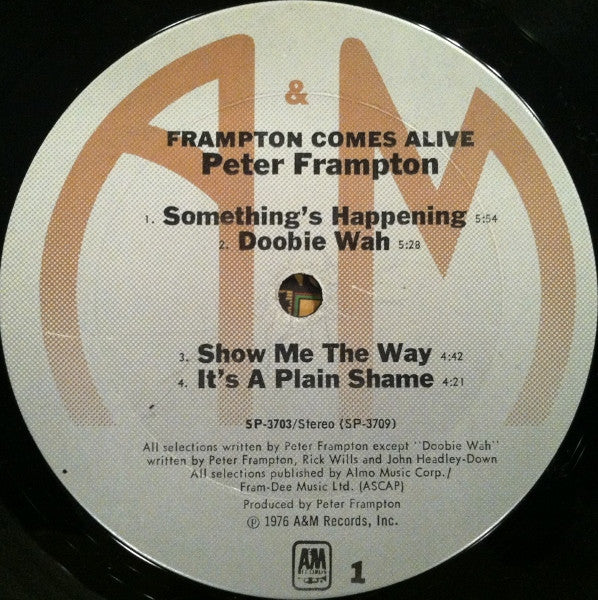 &
A M
FRAMPTON COMES ALIVE
Peter Frampton
1. Something's Happening 5:54
2. Doobie Wah 5:28
3. Show Me The Way 4:42
4. It's A Plain Shame 4:21
SP-3703/Stereo (SP-3709)
All selections written by Peter Frampton except "Doobie Wah"
written by Peter Frampton, Rick Wills and John Headley-Down
All selections published by Almo Music Corp./
Fram-Dee Music Ltd. (ASCAP)
Produced by Peter Frampton
℗ 1976 A&M Records, Inc.
A&M
RECORDS
1